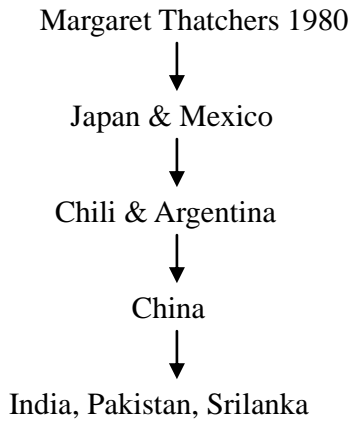 Margaret Thatchers 1980
Japan & Mexico
Chili & Argentina
China
India, Pakistan, Srilanka